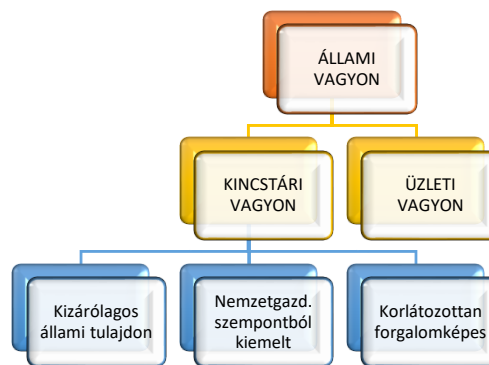 ÁLLAMI
VAGYON
KINCSTÁRI
VAGYON
ÜZLETI
VAGYON
Kizárólagos
állami tulajdon
Nemzetgazd.
szempontból
kiemelt
Korlátozottan
forgalomképes